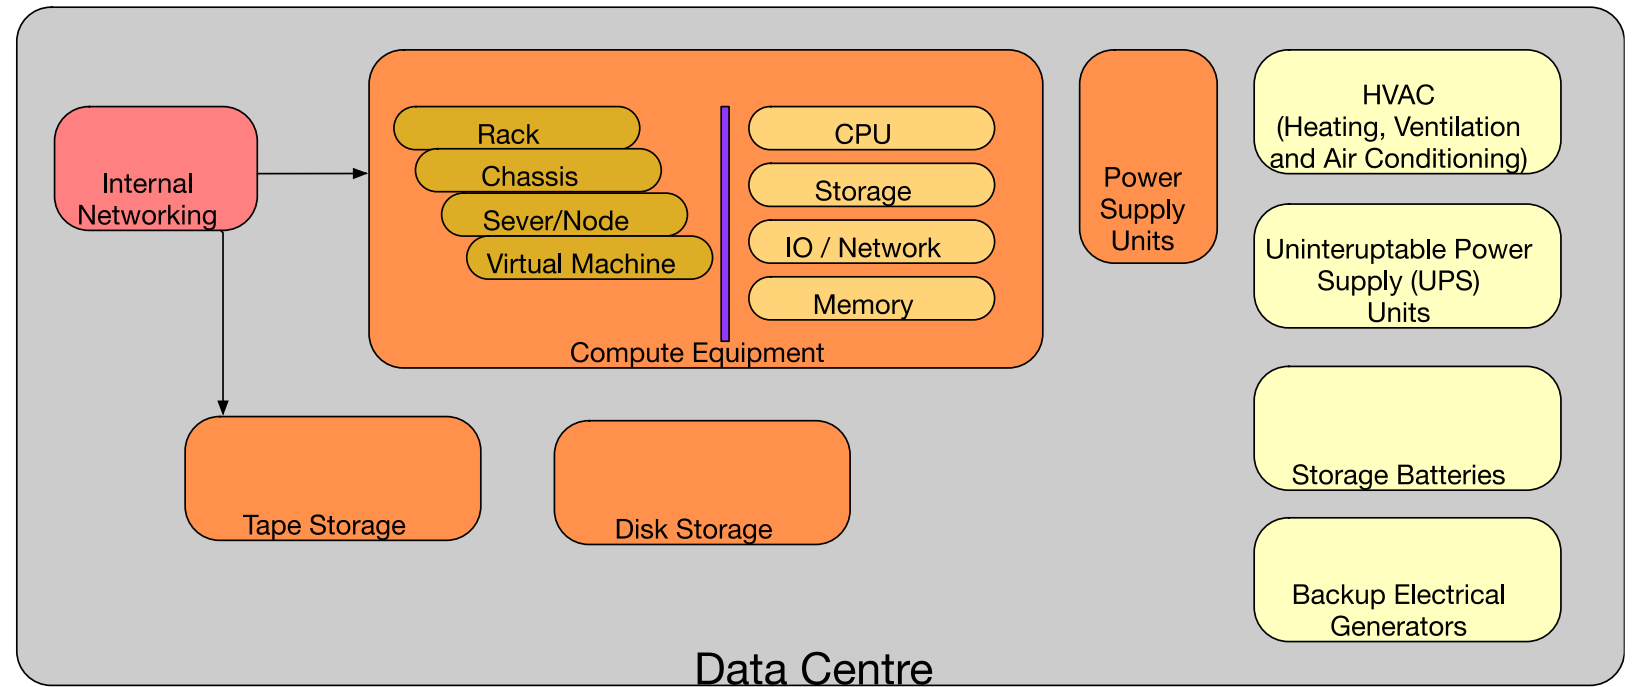 Internal
Networking
Rack
Chassis
Sever/Node
Virtual Machine
CPU
Storage
IO / Network
Memory
Compute Equipment
Power
Supply
Units
HVAC
(Heating, Ventilation
and Air Conditioning)
Uninteruptable Power
Supply (UPS)
Units
Storage Batteries
Backup Electrical
Generators
Tape Storage
Disk Storage
Data Centre